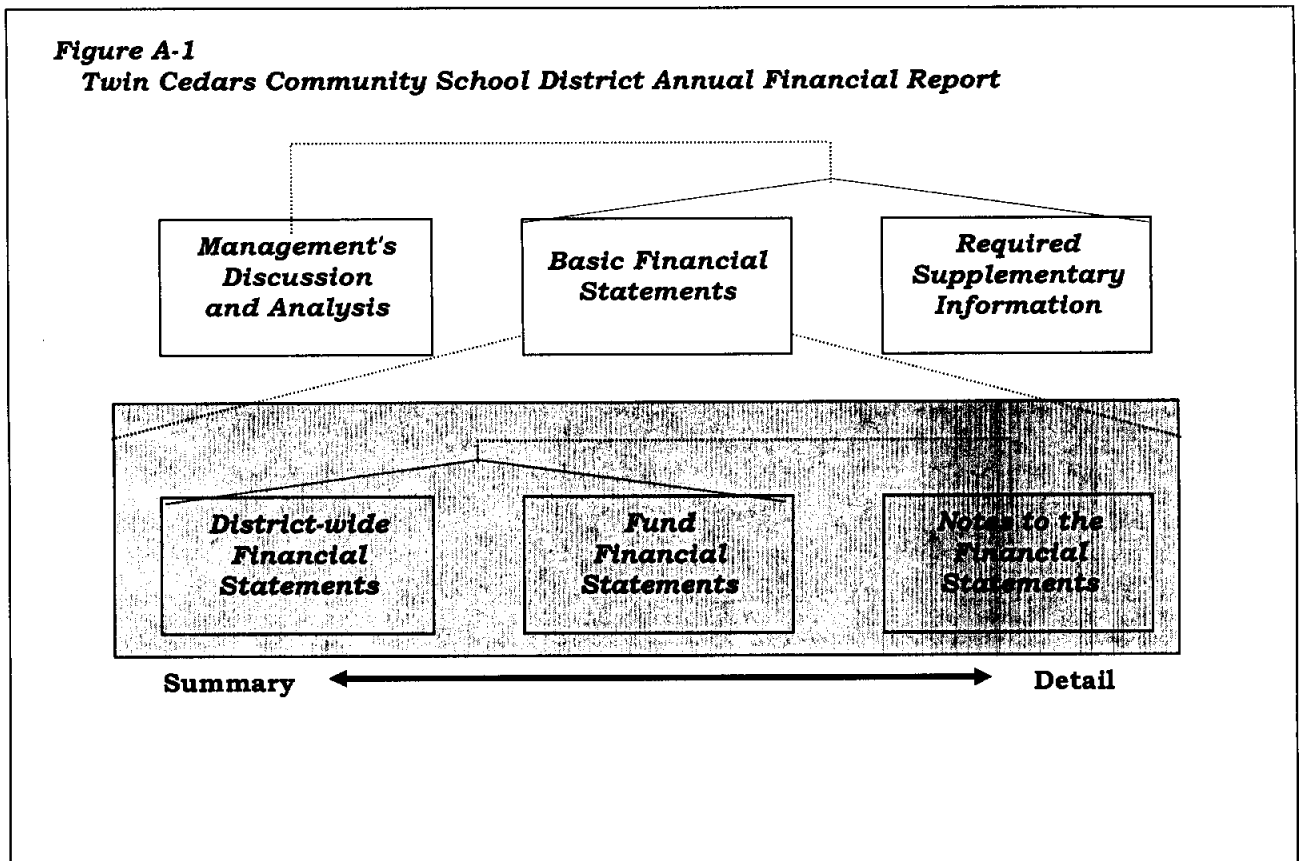 Figure A-1
Twin Cedars Community School District Annual Financial Report
Management's
Discussion
and Analysis
Basic Financial
Statements
Required
Supplementary
Information
District-wide
Financial
Statements
Fund
Financial
Statements
Notes to the
Financial
Statements
Summary
Detail